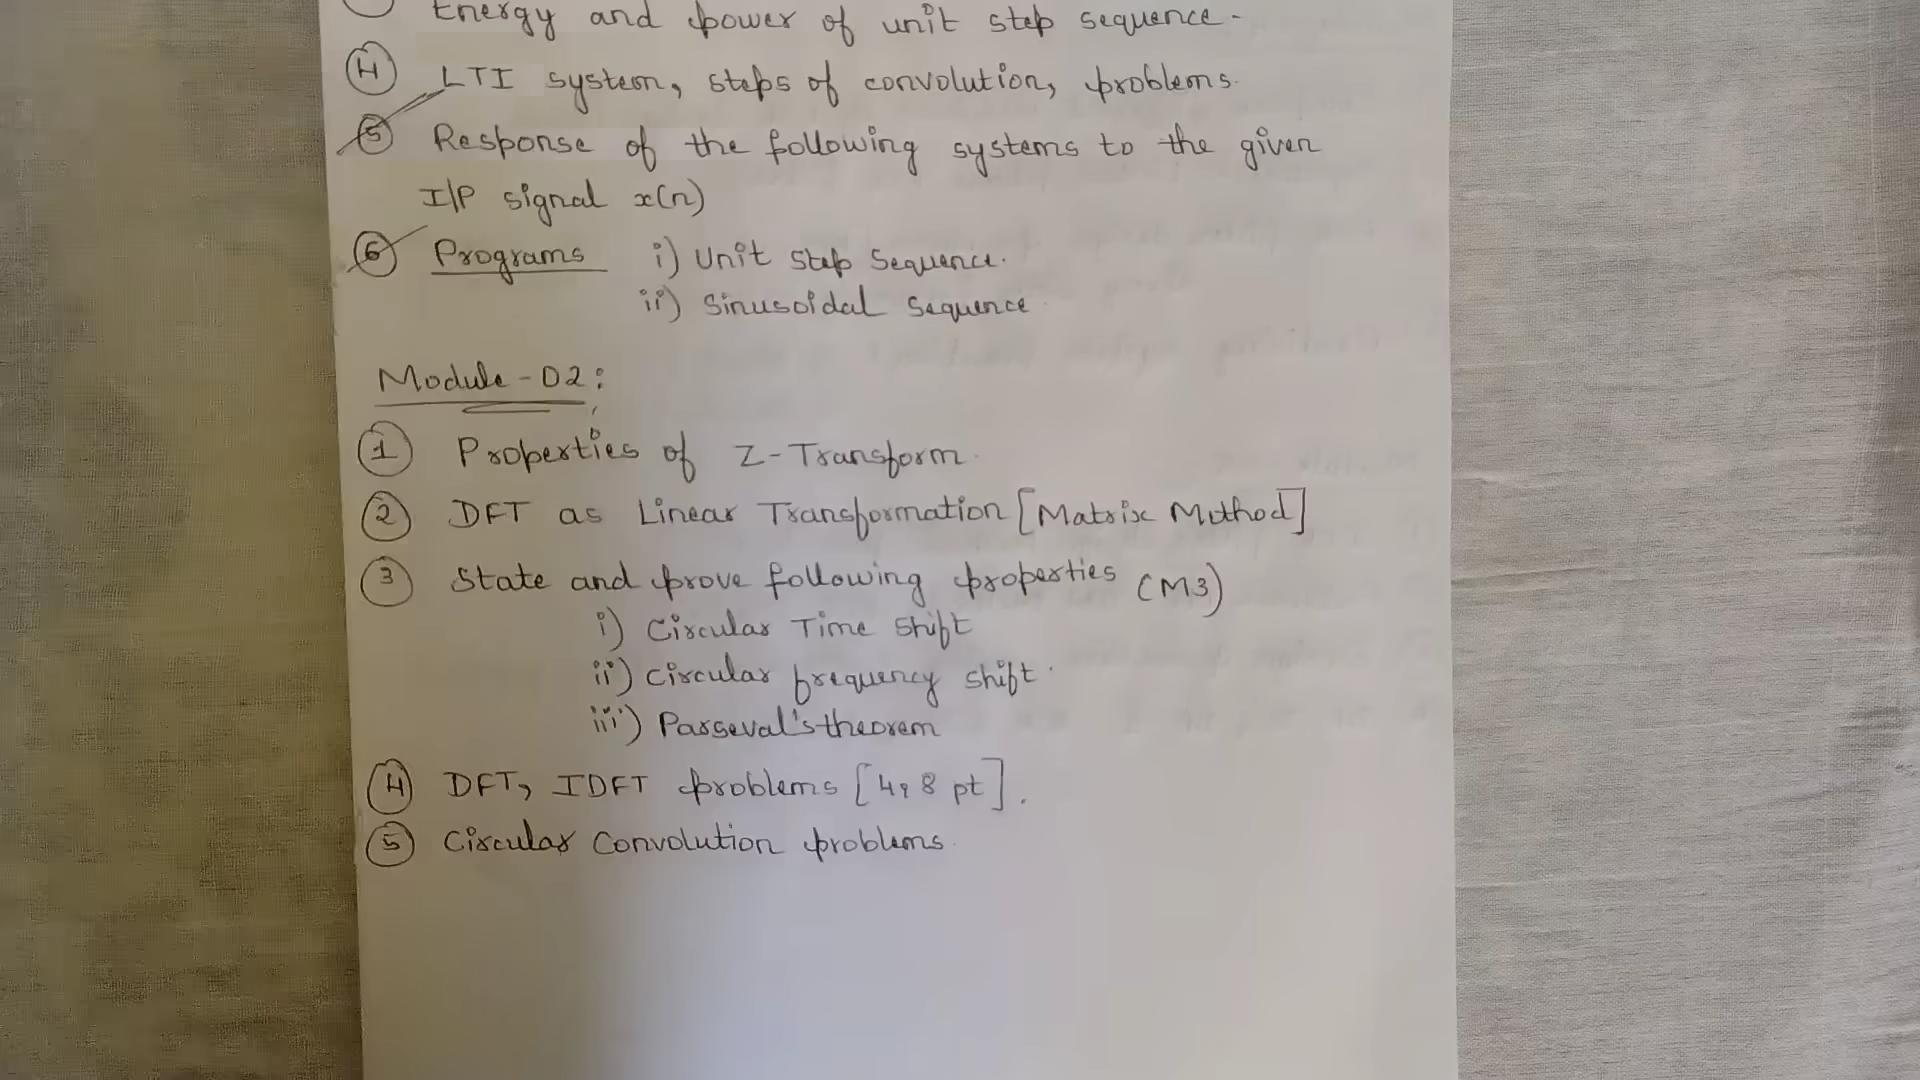 Energy and power of unit step sequence-
4 LTI system, steps of convolution, problems.
5 Response of the following systems to the given
I/P signal x(n)
6 Programs i) Unit Step Sequence.
ii) Sinusoidal Sequence
Module-02:
1 Properties of Z-Transform
2 DFT as Linear Transformation [Matrix Method]
3 State and prove following properties (M3)
i) Circular Time Shift
ii) Circular frequency shift.
iii) Parseval's theorem
4 DFT, IDFT problems [4, 8 pt].
5 Circular Convolution problems.